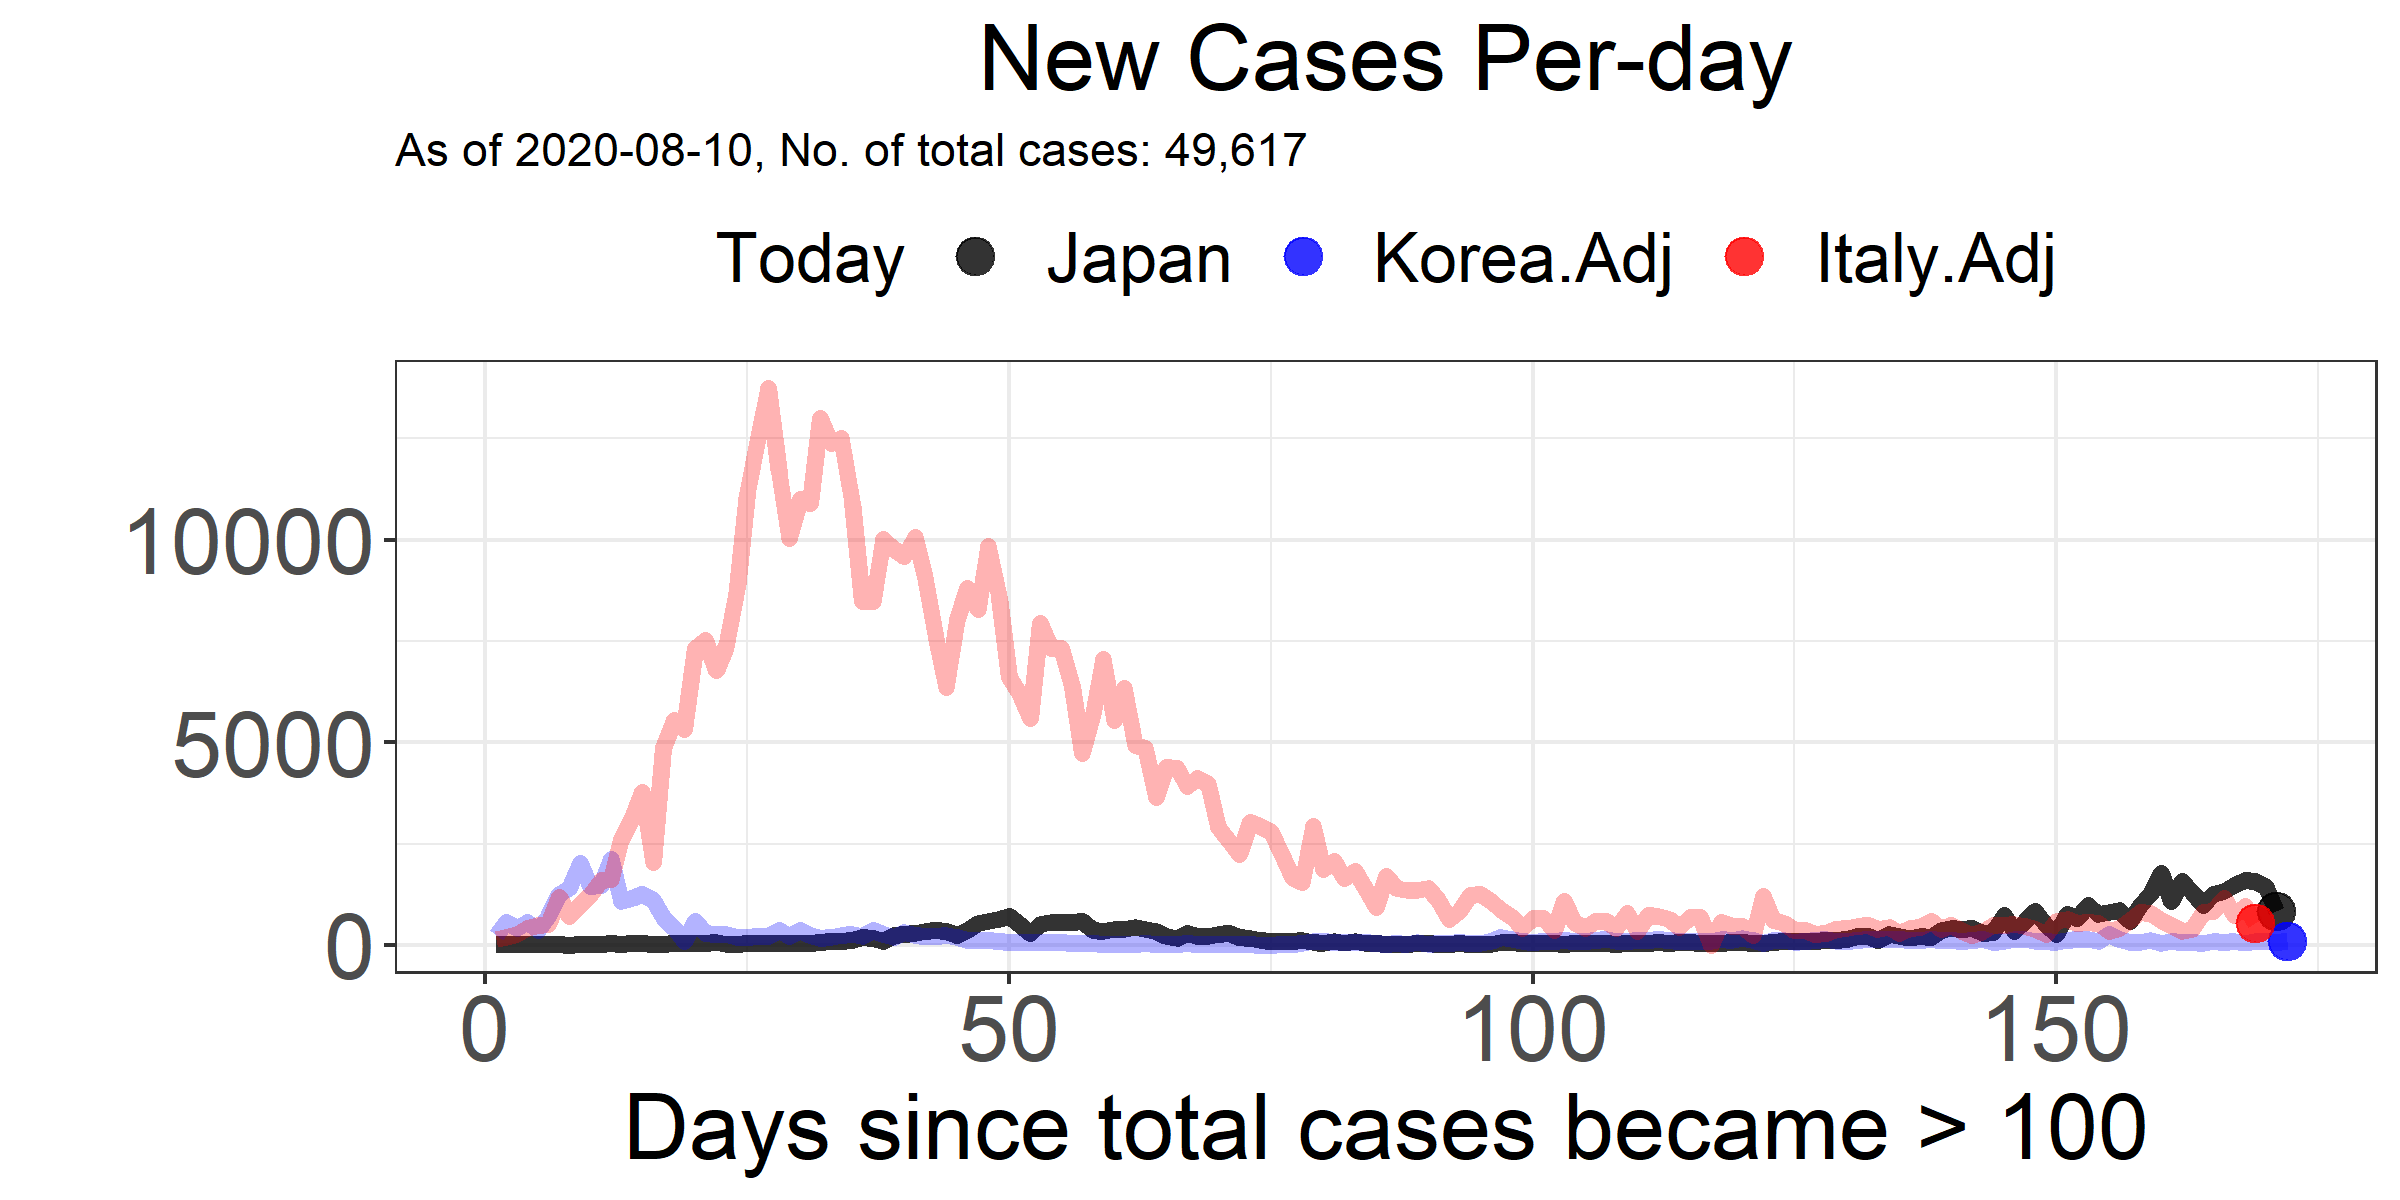 New Cases Per-day
As of 2020-08-10, No. of total cases: 49,617
Today Japan Korea.Adj Italy.Adj
10000
5000
0
0 50 100 150
Days since total cases became > 100